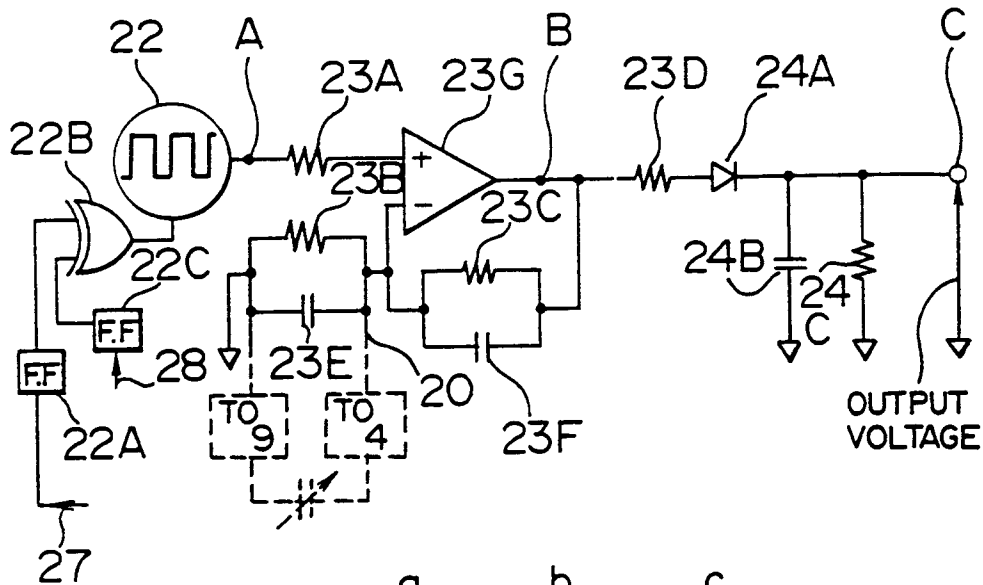 22
A
B
C
23A
23G
23D
24A
22B
+
23B
−
23C
22C
24B
24
C
F.F
28
F.F
23E
20
22A
TO 9
TO 4
23F
OUTPUT
VOLTAGE
27
a b c